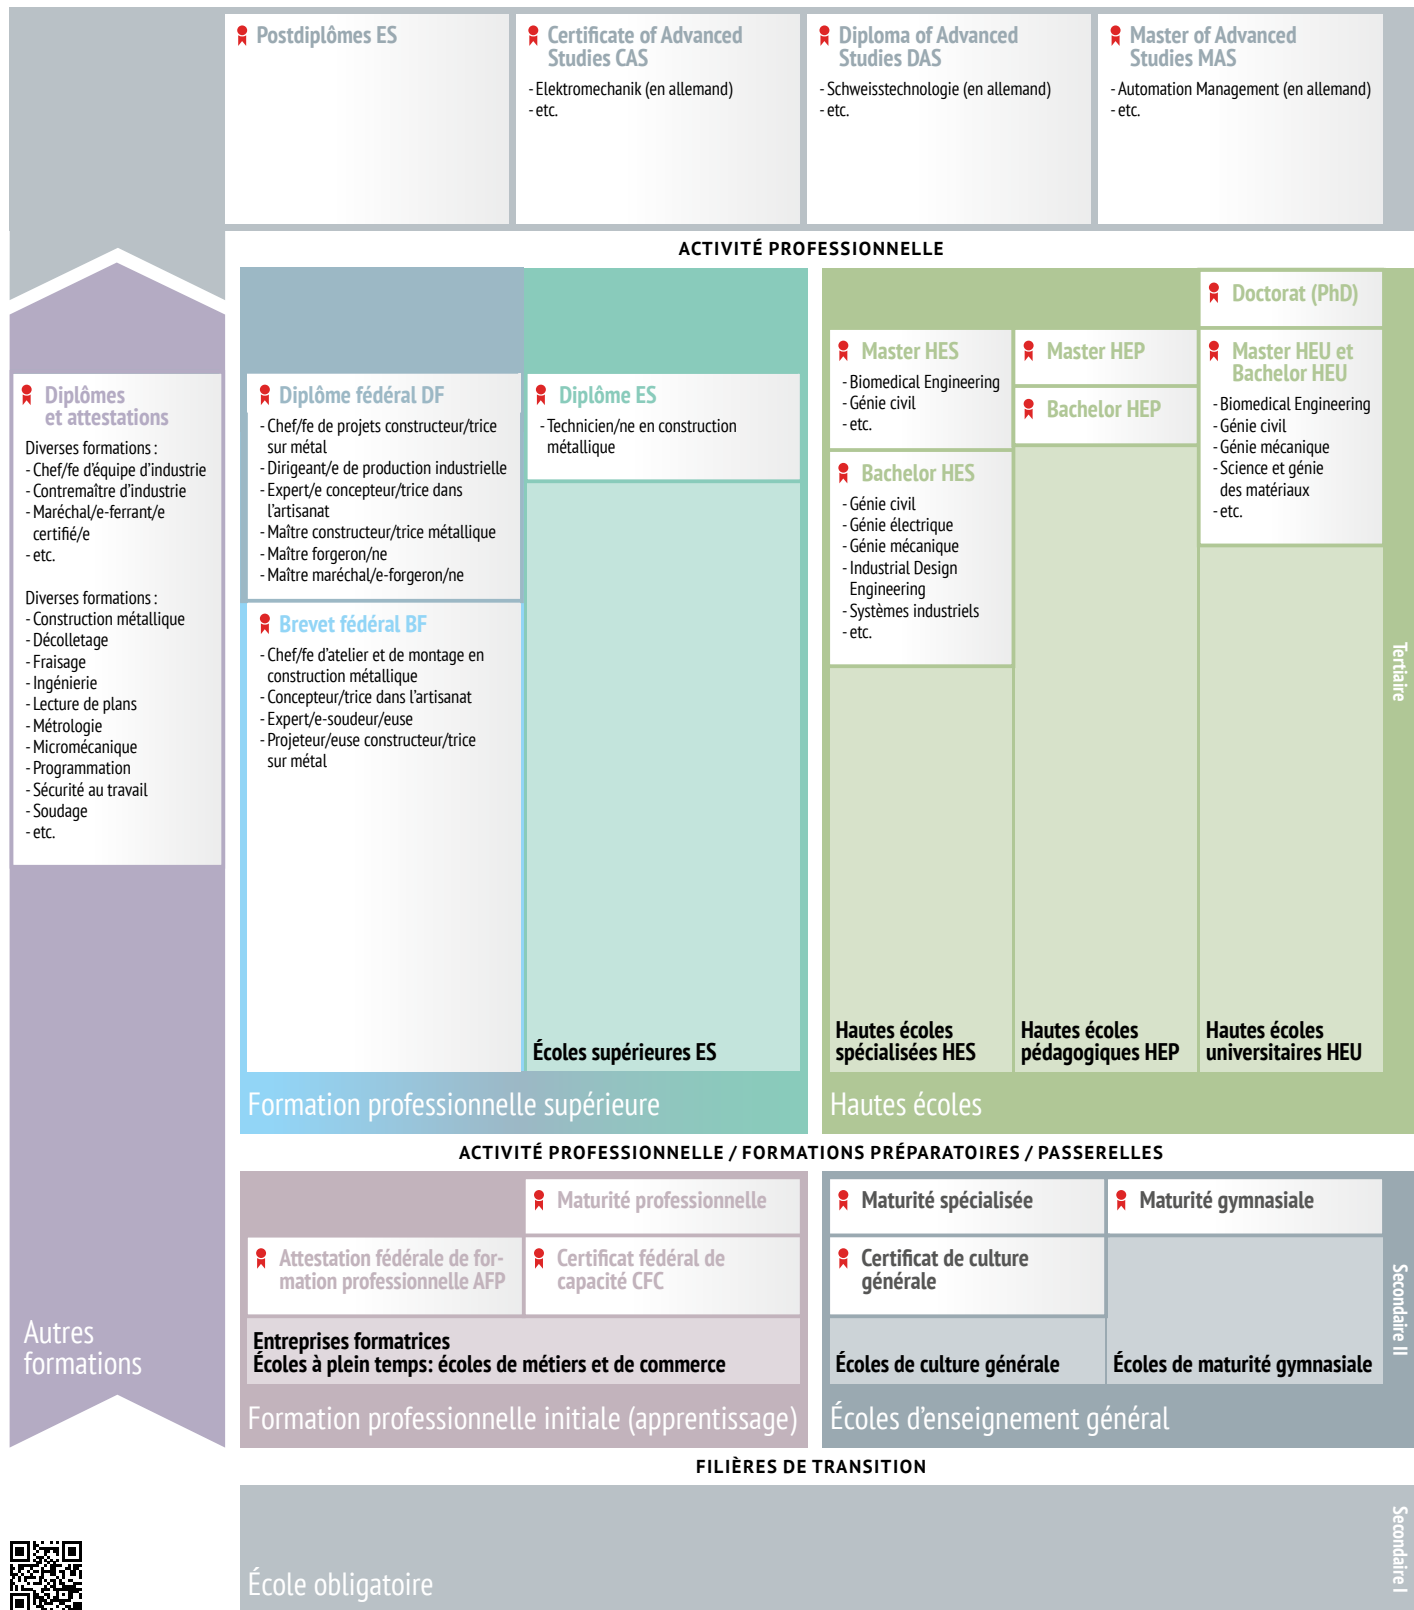 Postdiplômes ES
Certificate of Advanced
Studies CAS
- Elektromechanik (en allemand)
- etc.
Diploma of Advanced
Studies DAS
- Schweisstechnologie (en allemand)
- etc.
Master of Advanced
Studies MAS
- Automation Management (en allemand)
- etc.
ACTIVITÉ PROFESSIONNELLE
Diplômes
et attestations
Diverses formations :
- Chef/fe d'équipe d'industrie
- Contremaître d'industrie
- Maréchal/e-ferrant/e
certifié/e
- etc.
Diverses formations :
- Construction métallique
- Décolletage
- Fraisage
- Ingénierie
- Lecture de plans
- Métrologie
- Micromécanique
- Programmation
- Sécurité au travail
- Soudage
- etc.
Autres
formations
Diplôme fédéral DF
- Chef/fe de projets constructeur/trice
sur métal
- Dirigeant/e de production industrielle
- Expert/e concepteur/trice dans
l'artisanat
- Maître constructeur/trice métallique
- Maître forgeron/ne
- Maître maréchal/e-forgeron/ne
Brevet fédéral BF
- Chef/fe d'atelier et de montage en
construction métallique
- Concepteur/trice dans l'artisanat
- Expert/e-soudeur/euse
- Projeteur/euse constructeur/trice
sur métal
Diplôme ES
- Technicien/ne en construction
métallique
Écoles supérieures ES
Formation professionnelle supérieure
Master HES
- Biomedical Engineering
- Génie civil
- etc.
Bachelor HES
- Génie civil
- Génie électrique
- Génie mécanique
- Industrial Design
Engineering
- Systèmes industriels
- etc.
Hautes écoles
spécialisées HES
Master HEP
Bachelor HEP
Hautes écoles
pédagogiques HEP
Doctorat (PhD)
Master HEU et
Bachelor HEU
- Biomedical Engineering
- Génie civil
- Génie mécanique
- Science et génie
des matériaux
- etc.
Hautes écoles
universitaires HEU
Hautes écoles
Tertiaire
ACTIVITÉ PROFESSIONNELLE / FORMATIONS PRÉPARATOIRES / PASSERELLES
Maturité professionnelle
Attestation fédérale de for-
mation professionnelle AFP
Certificat fédéral de
capacité CFC
Entreprises formatrices
Écoles à plein temps: écoles de métiers et de commerce
Formation professionnelle initiale (apprentissage)
Maturité spécialisée
Certificat de culture
générale
Écoles de culture générale
Maturité gymnasiale
Écoles de maturité gymnasiale
Écoles d'enseignement général
Secondaire II
FILIÈRES DE TRANSITION
École obligatoire
Secondaire I